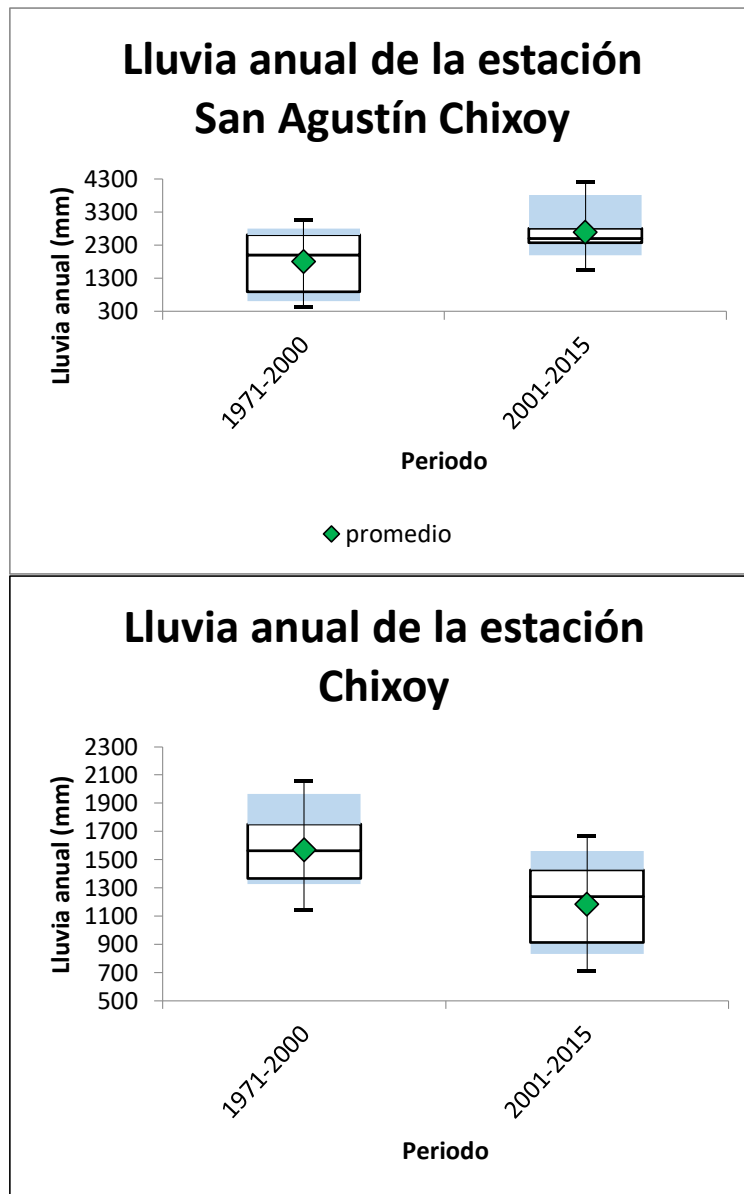 Lluvia anual de la estación
San Agustín Chixoy
Lluvia anual (mm)
4300
3300
2300
1300
300
1971-2000
2001-2015
Periodo
promedio
Lluvia anual de la estación
Chixoy
Lluvia anual (mm)
2300
2100
1900
1700
1500
1300
1100
900
700
500
1971-2000
2001-2015
Periodo